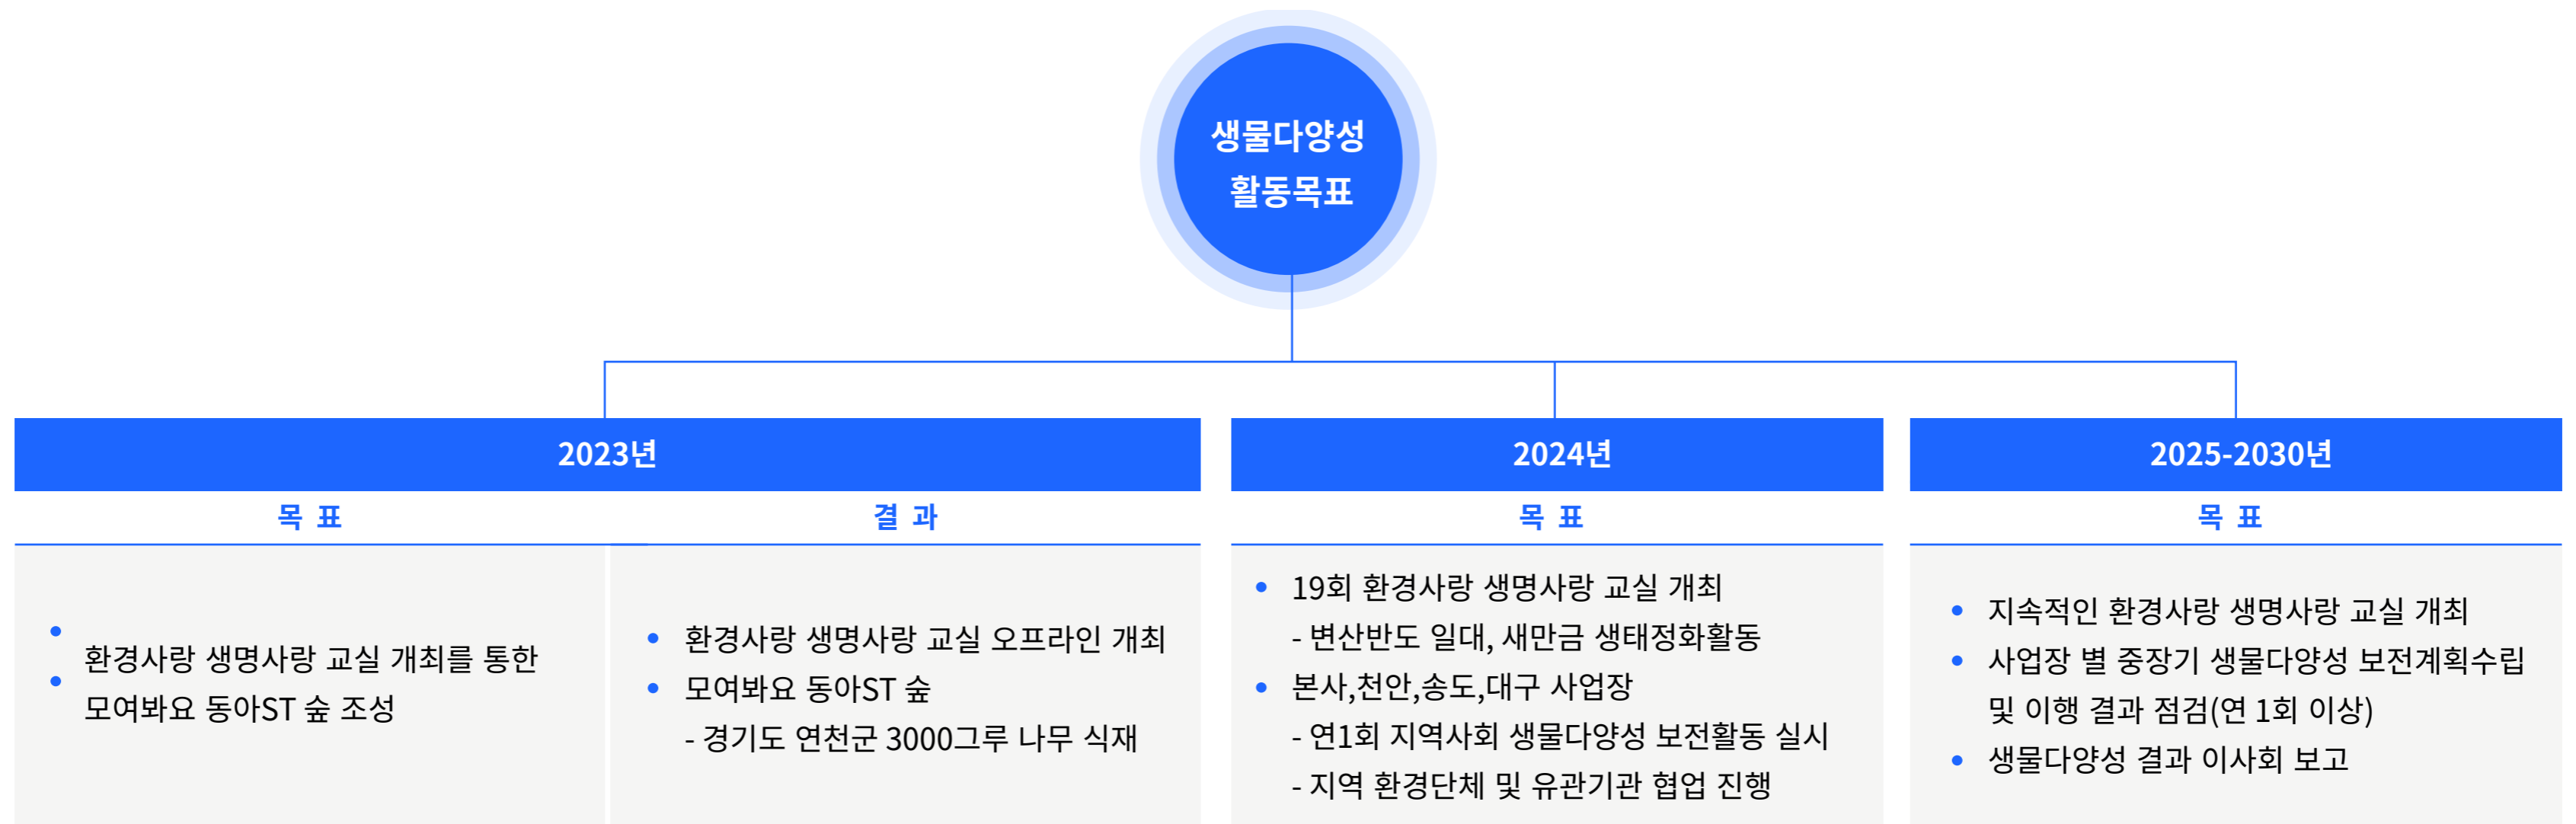 생물다양성
활동목표
2023년
목 표
결 과
• 환경사랑 생명사랑 교실 개최를 통한
• 모여봐요 동아ST 숲 조성
• 환경사랑 생명사랑 교실 오프라인 개최
• 모여봐요 동아ST 숲
- 경기도 연천군 3000그루 나무 식재
2024년
목 표
• 19회 환경사랑 생명사랑 교실 개최
- 변산반도 일대, 새만금 생태정화활동
• 본사,천안,송도,대구 사업장
- 연1회 지역사회 생물다양성 보전활동 실시
- 지역 환경단체 및 유관기관 협업 진행
2025-2030년
목 표
• 지속적인 환경사랑 생명사랑 교실 개최
• 사업장 별 중장기 생물다양성 보전계획수립
및 이행 결과 점검(연 1회 이상)
• 생물다양성 결과 이사회 보고